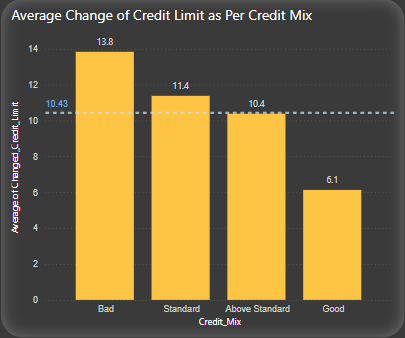 Average Change of Credit Limit as Per Credit Mix
14
12
10
8
6
4
2
0
Average of Changed_Credit_Limit
10.43
13.8
11.4
10.4
6.1
Bad
Standard
Above Standard
Good
Credit_Mix